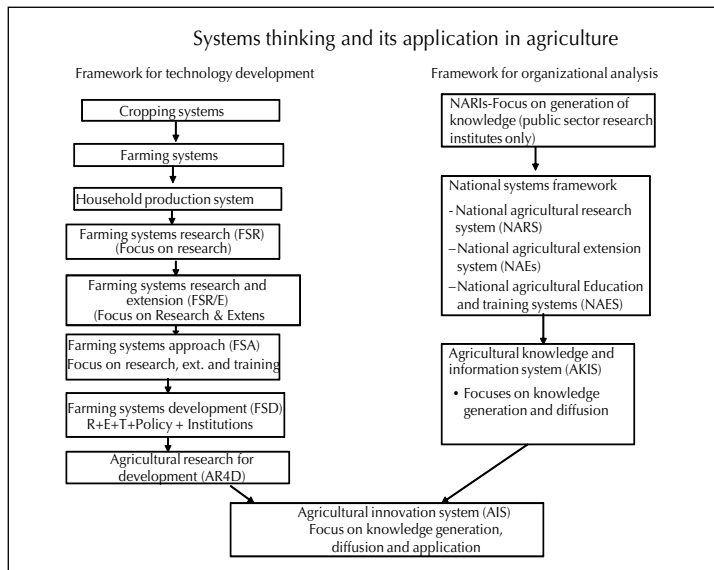 Systems thinking and its application in agriculture
Framework for technology development
Cropping systems
Farming systems
Household production system
Farming systems research (FSR)
(Focus on research)
Farming systems research and
extension (FSR/E)
(Focus on Research & Extens
Farming systems approach (FSA)
Focus on research, ext. and training
Farming systems development (FSD)
R+E+T+Policy + Institutions
Agricultural research for
development (AR4D)
Framework for organizational analysis
NARIs-Focus on generation of
knowledge (public sector research
institutes only)
National systems framework
- National agricultural research
system (NARS)
– National agricultural extension
system (NAEs)
– National agricultural Education
and training systems (NAES)
Agricultural knowledge and
information system (AKIS)
• Focuses on knowledge
generation and diffusion
Agricultural innovation system (AIS)
Focus on knowledge generation,
diffusion and application